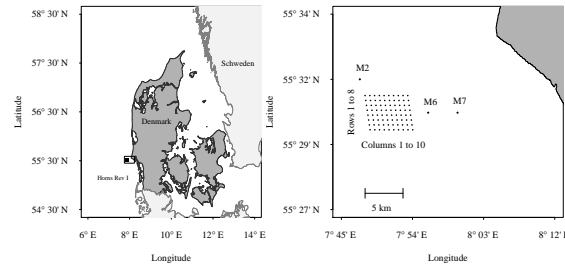 58° 30' N
57° 30' N
56° 30' N
55° 30' N
54° 30' N
Latitude
Schweden
Denmark
Horns Rev I
6° E
8° E
10° E
12° E
14° E
Longitude
55° 34' N
55° 32' N
55° 29' N
55° 27' N
Latitude
M2
M6
M7
Rows 1 to 8
Columns 1 to 10
5 km
7° 45' E
7° 54' E
8° 03' E
8° 12' E
Longitude